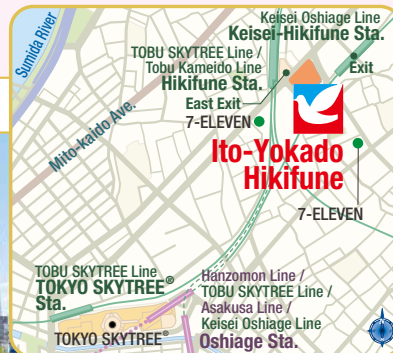 Keisei Oshiage Line
Keisei-Hikifune Sta.
Sumida River
TOBU SKYTREE Line /
Tobu Kameido Line
Hikifune Sta.
East Exit
Exit
7-ELEVEN
Mito-kaido Ave.
Ito-Yokado
Hikifune
7-ELEVEN
TOBU SKYTREE Line
TOKYO SKYTREE®
Sta.
TOKYO SKYTREE®
Hanzomon Line /
TOBU SKYTREE Line /
Asakusa Line /
Keisei Oshiage Line
Oshiage Sta.